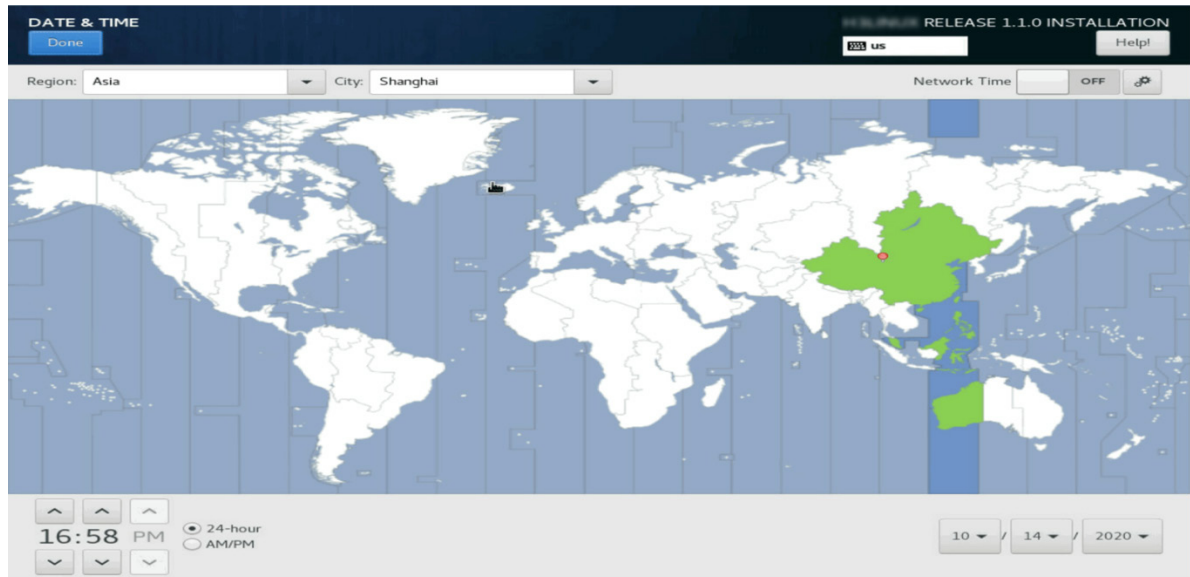 DATE & TIME
RELEASE 1.1.0 INSTALLATION
Done
us
Help!
Region: Asia City: Shanghai Network Time OFF
16:58 PM
24-hour
AM/PM
10 / 14 / 2020